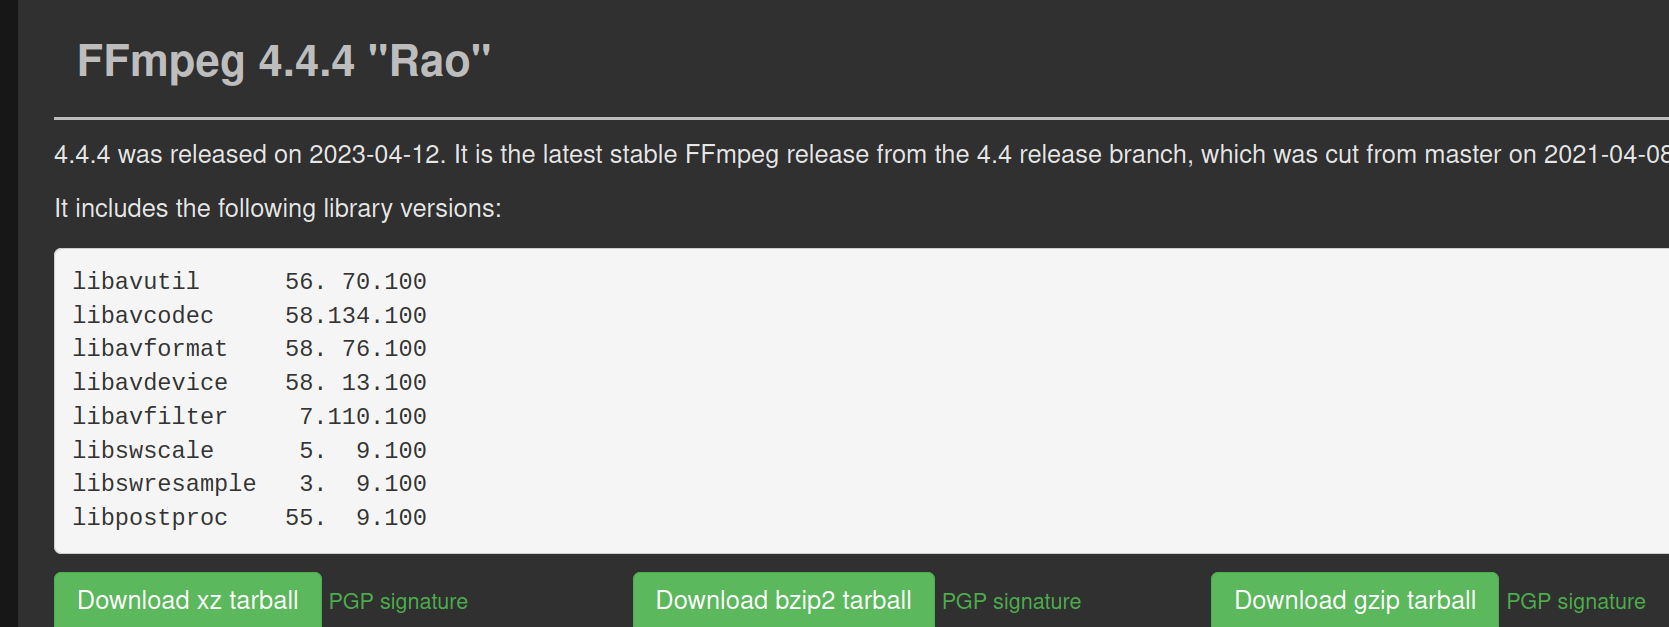 FFmpeg 4.4.4 "Rao"
4.4.4 was released on 2023-04-12. It is the latest stable FFmpeg release from the 4.4 release branch, which was cut from master on 2021-04-08
It includes the following library versions:
libavutil      56. 70.100
libavcodec     58.134.100
libavformat    58. 76.100
libavdevice    58. 13.100
libavfilter     7.110.100
libswscale      5.  9.100
libswresample   3.  9.100
libpostproc    55.  9.100
Download xz tarball PGP signature Download bzip2 tarball PGP signature Download gzip tarball PGP signature